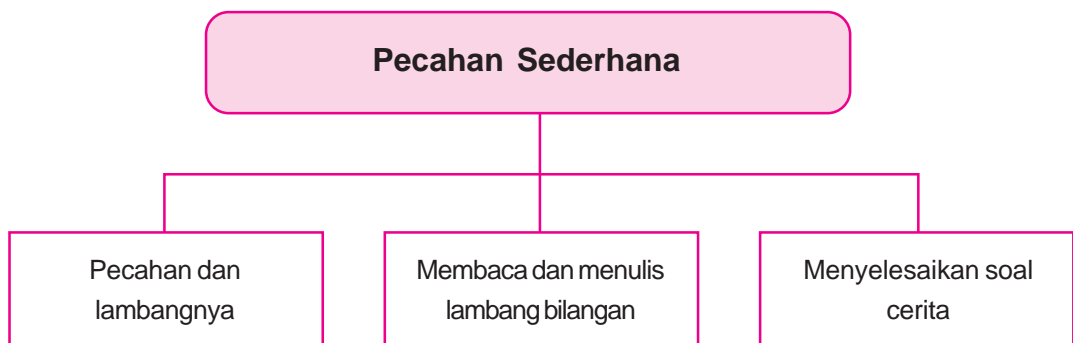 Pecahan Sederhana
Pecahan dan
lambangnya
Membaca dan menulis
lambang bilangan
Menyelesaikan soal
cerita